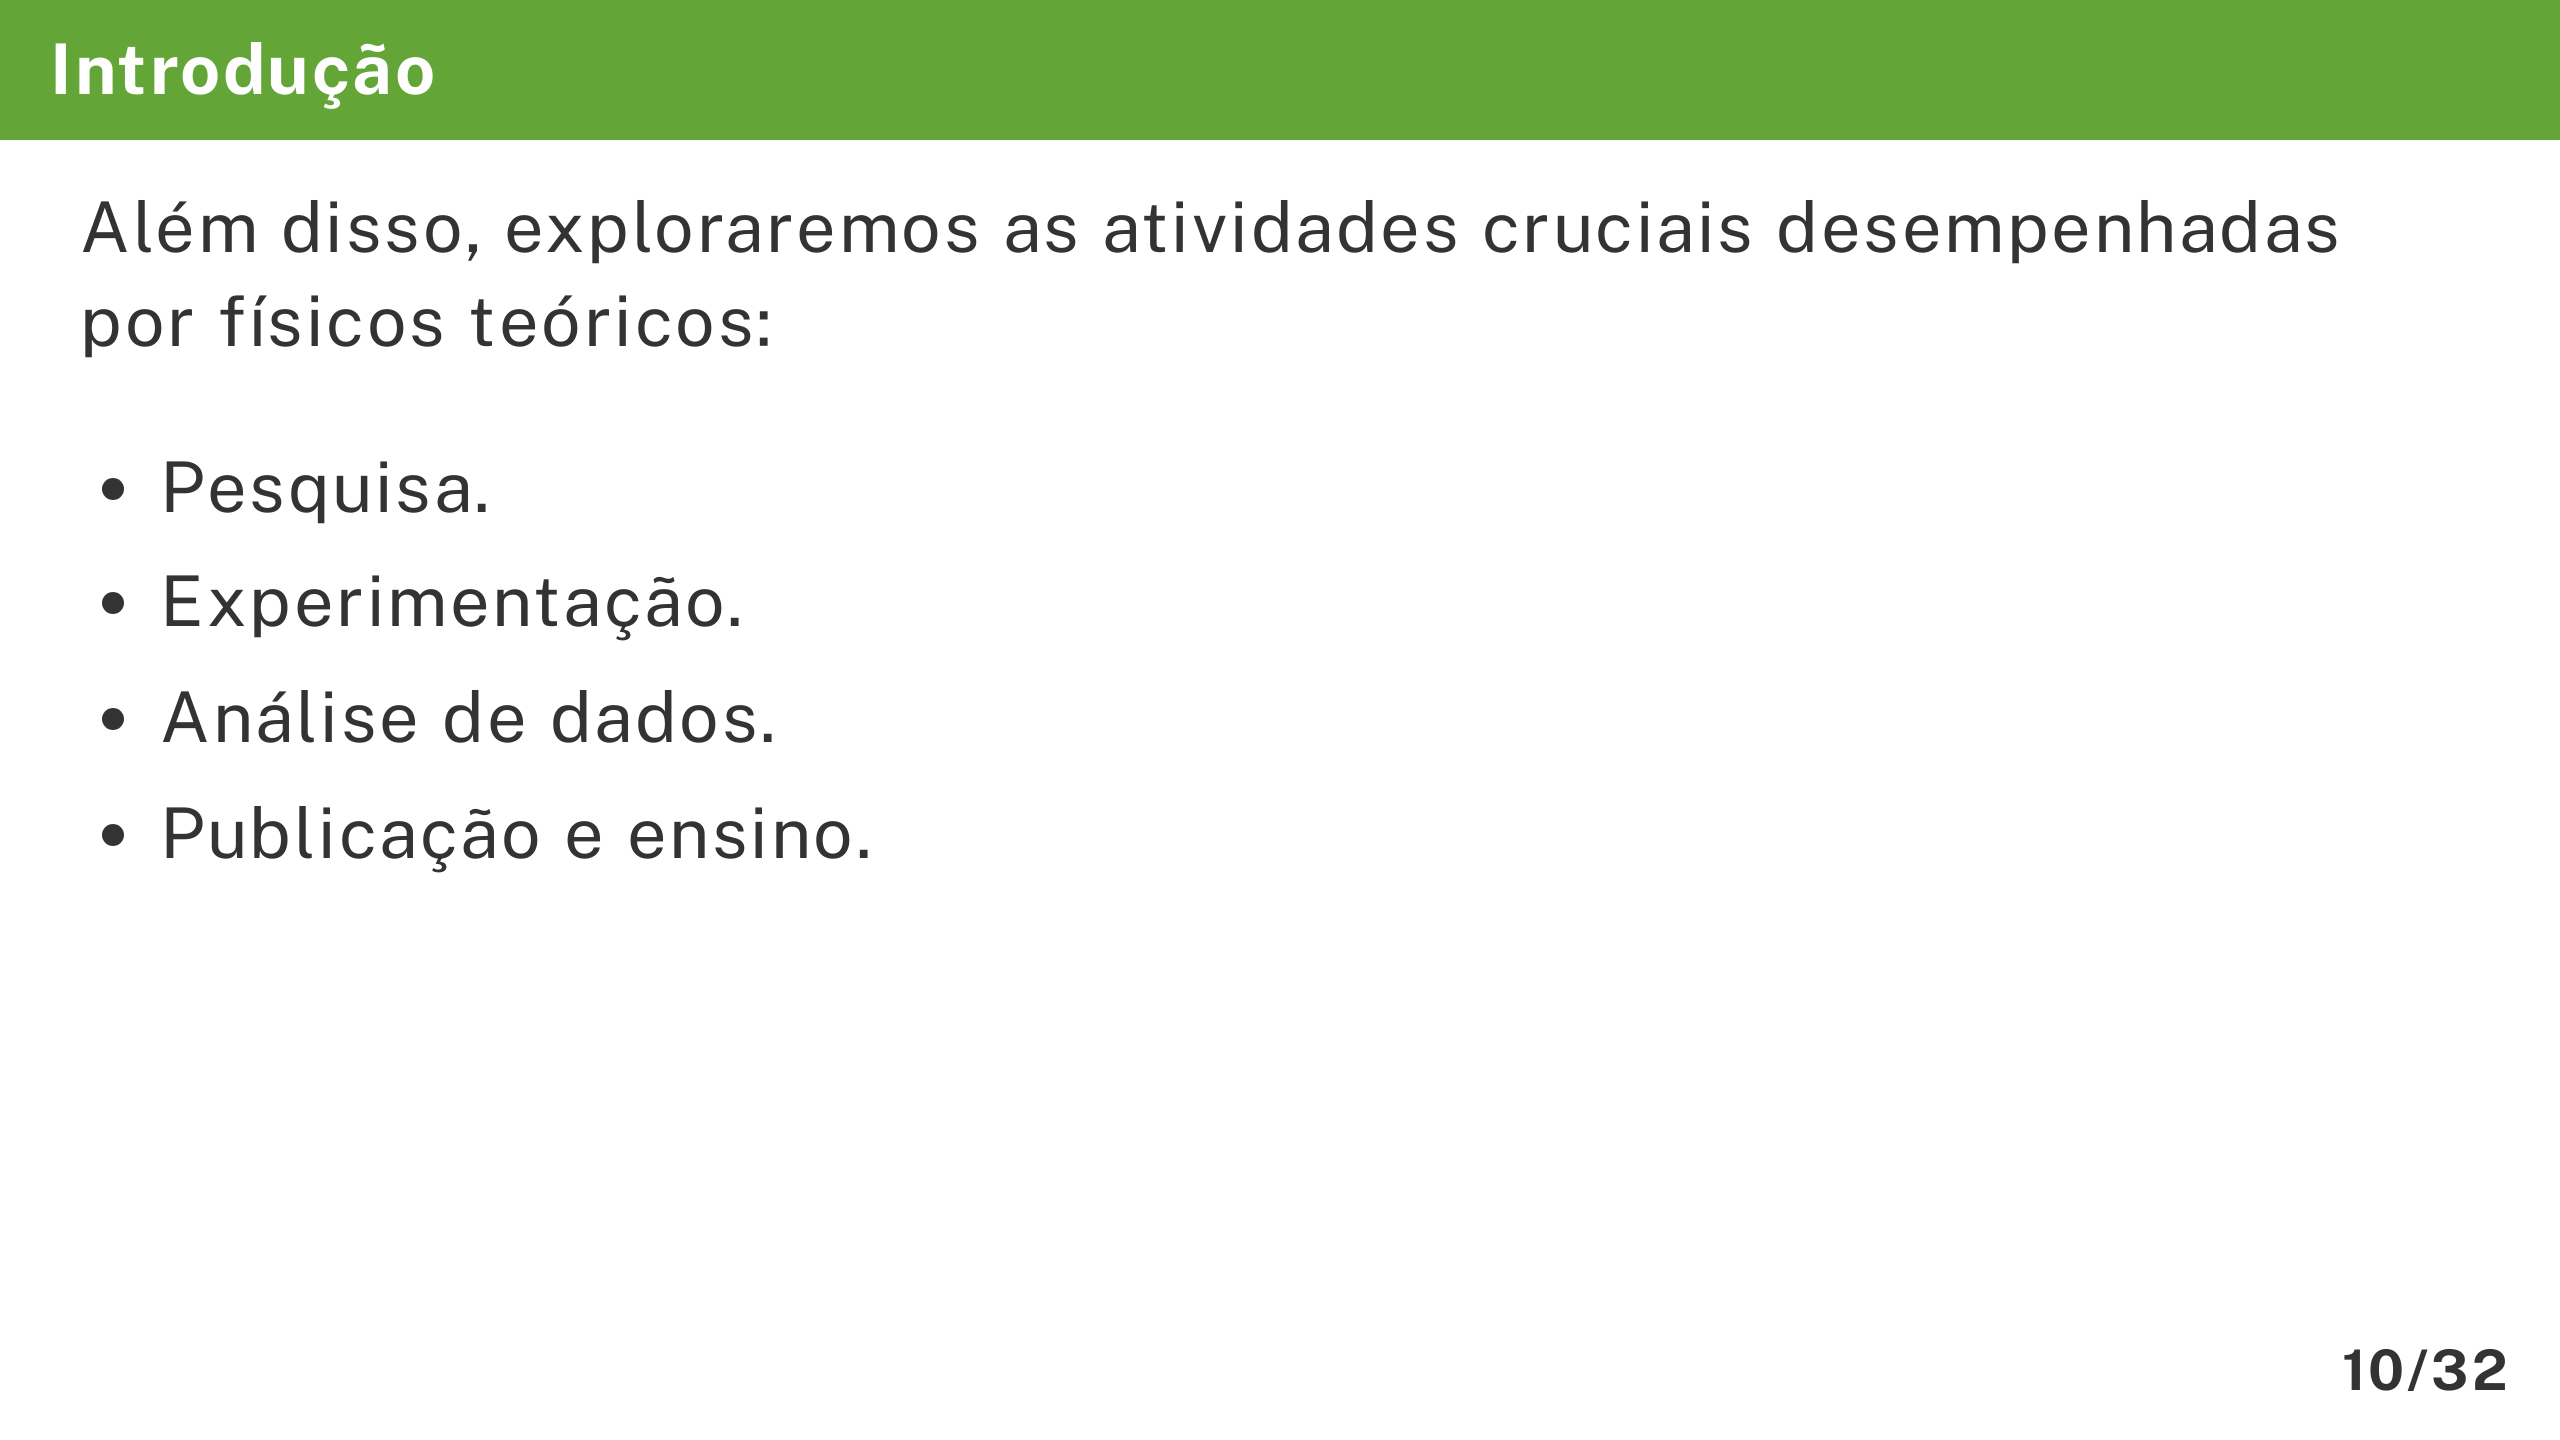 Introdução
Além disso, exploraremos as atividades cruciais desempenhadas
por físicos teóricos:
• Pesquisa.
• Experimentação.
• Análise de dados.
• Publicação e ensino.
10/32